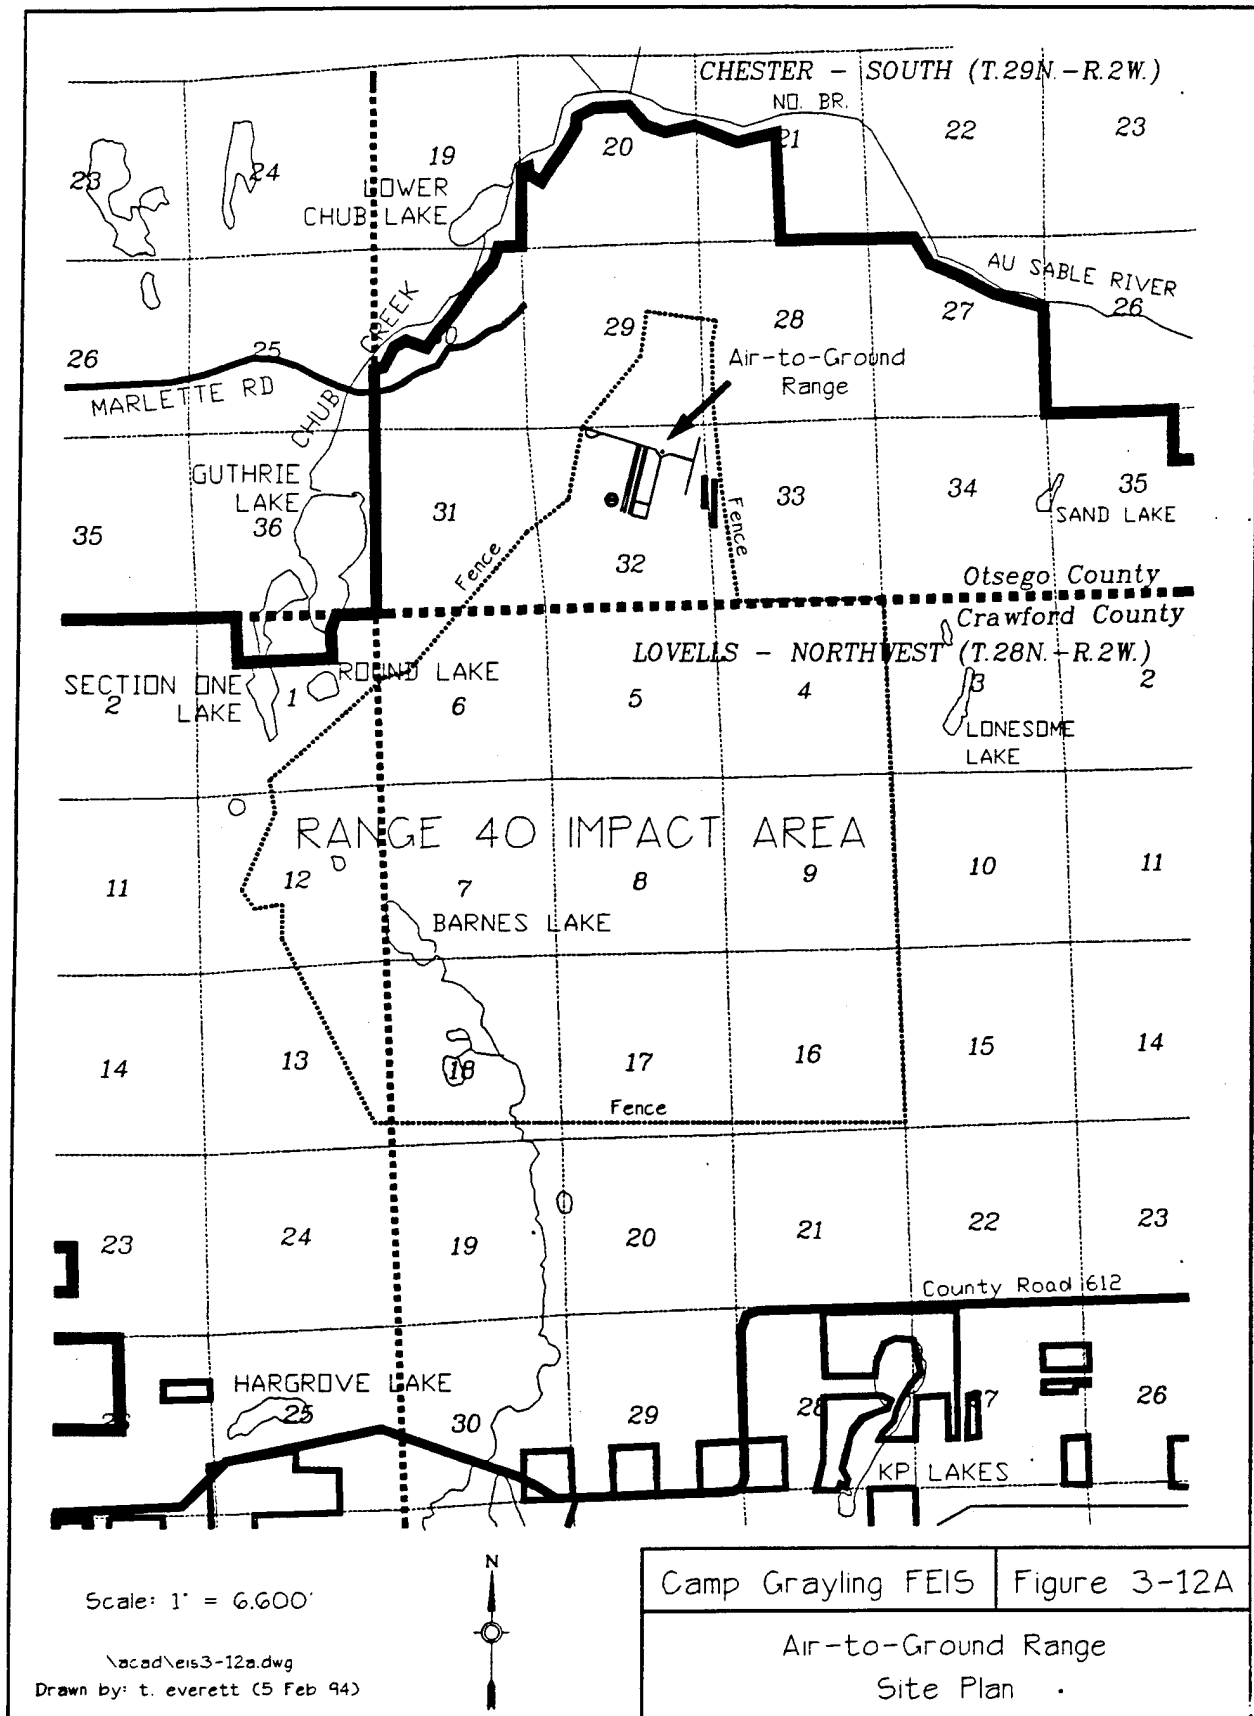 CHESTER - SOUTH (T.29N.-R.2W.)
NO. BR.
23
24
19
20
21
22
23
LOWER
CHUB LAKE
AU SABLE RIVER
26
25
29
28
27
26
CHUB CREEK
MARLETTE RD
Air-to-Ground
Range
GUTHRIE
LAKE
35
36
31
32
33
34
35
SAND LAKE
Fence
Fence
Otsego County
Crawford County
LOVELLS - NORTHWEST (T.28N.-R.2W.)
SECTION ONE
LAKE
ROUND LAKE
2
1
6
5
4
3
2
LONESOME
LAKE
RANGE 40 IMPACT AREA
11
12
7
8
9
10
11
BARNES LAKE
14
13
18
17
16
15
14
Fence
23
24
19
20
21
22
23
County Road 612
HARGROVE LAKE
26
25
30
29
28
27
26
KP LAKES
Scale: 1" = 6,600'
N
\acad\eis3-12a.dwg
Drawn by: t. everett (5 Feb 94)
Camp Grayling FEIS
Figure 3-12A
Air-to-Ground Range
Site Plan